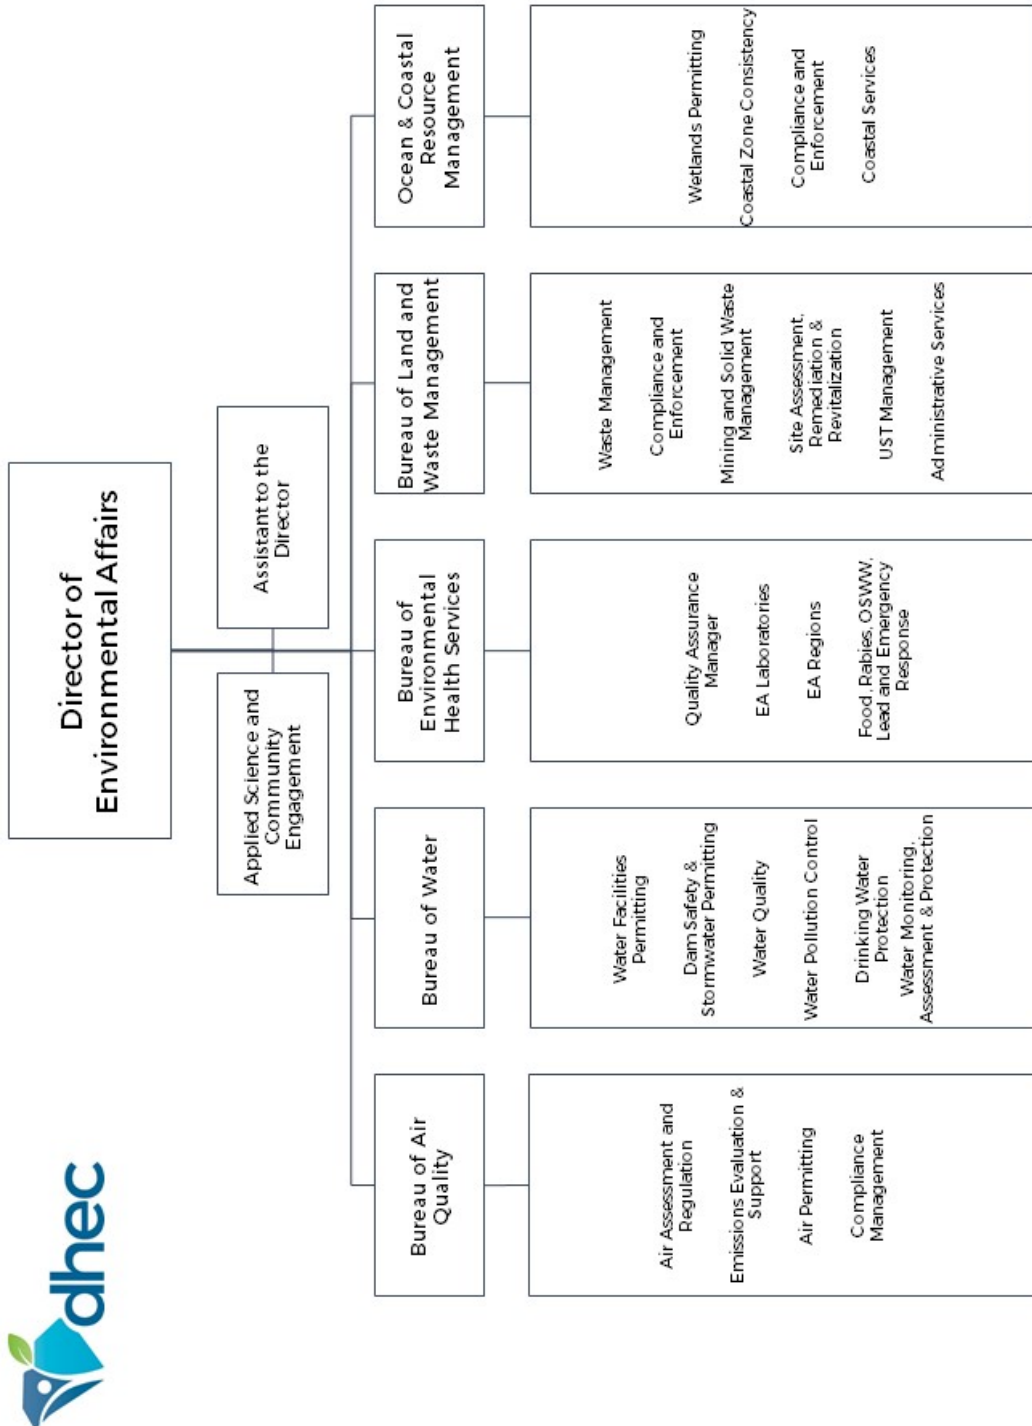 dhec
Director of
Environmental Affairs
Applied Science and
Community
Engagement
Assistant to the
Director
Bureau of Air
Quality
Bureau of Water
Bureau of
Environmental
Health Services
Bureau of Land and
Waste Management
Ocean & Coastal
Resource
Management
Air Assessment and
Regulation
Emissions Evaluation &
Support
Air Permitting
Compliance
Management
Water Facilities
Permitting
Dam Safety &
Stormwater Permitting
Water Quality
Water Pollution Control
Drinking Water
Protection
Water Monitoring,
Assessment & Protection
Quality Assurance
Manager
EA Laboratories
EA Regions
Food, Rabies, OSWW,
Lead and Emergency
Response
Waste Management
Compliance and
Enforcement
Mining and Solid Waste
Management
Site Assessment,
Remediation &
Revitalization
UST Management
Administrative Services
Wetlands Permitting
Coastal Zone Consistency
Compliance and
Enforcement
Coastal Services